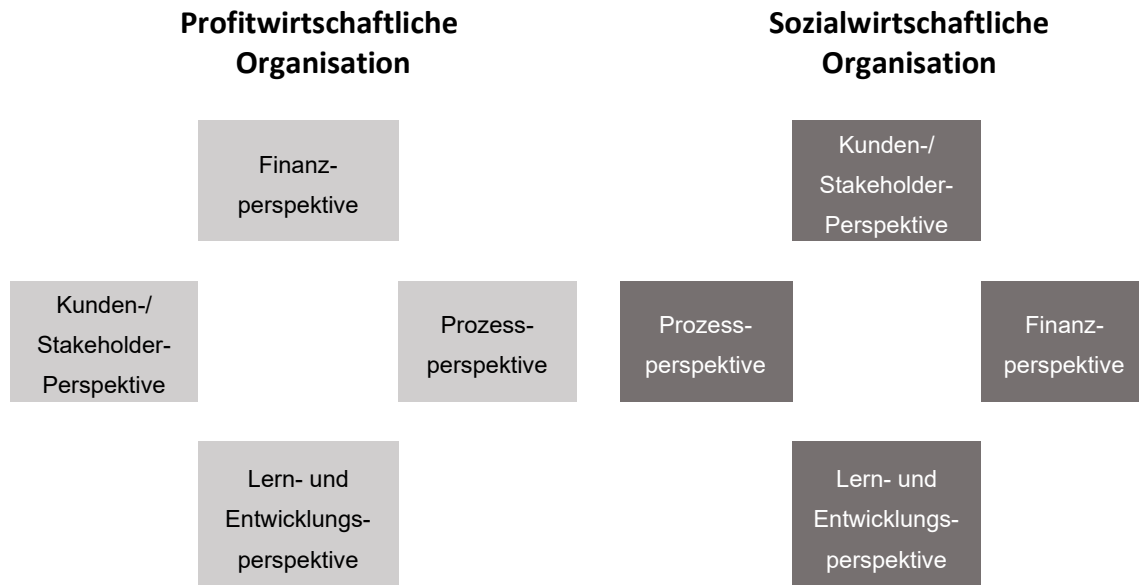 Profitwirtschaftliche
Organisation
Sozialwirtschaftliche
Organisation
Finanz-
perspektive
Kunden-/
Stakeholder-
Perspektive
Kunden-/
Stakeholder-
Perspektive
Prozess-
perspektive
Prozess-
perspektive
Finanz-
perspektive
Lern- und
Entwicklungs-
perspektive
Lern- und
Entwicklungs-
perspektive